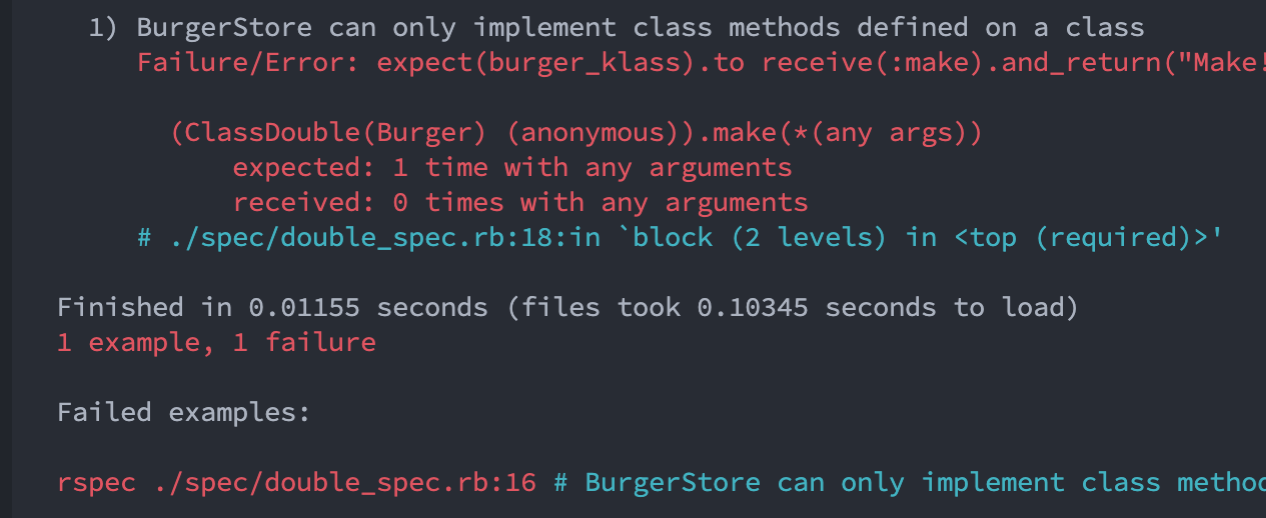 1) BurgerStore can only implement class methods defined on a class
Failure/Error: expect(burger_klass).to receive(:make).and_return("Make!
(ClassDouble(Burger) (anonymous)).make(*(any args))
expected: 1 time with any arguments
received: 0 times with any arguments
# ./spec/double_spec.rb:18:in `block (2 levels) in <top (required)>'
Finished in 0.01155 seconds (files took 0.10345 seconds to load)
1 example, 1 failure
Failed examples:
rspec ./spec/double_spec.rb:16 # BurgerStore can only implement class method